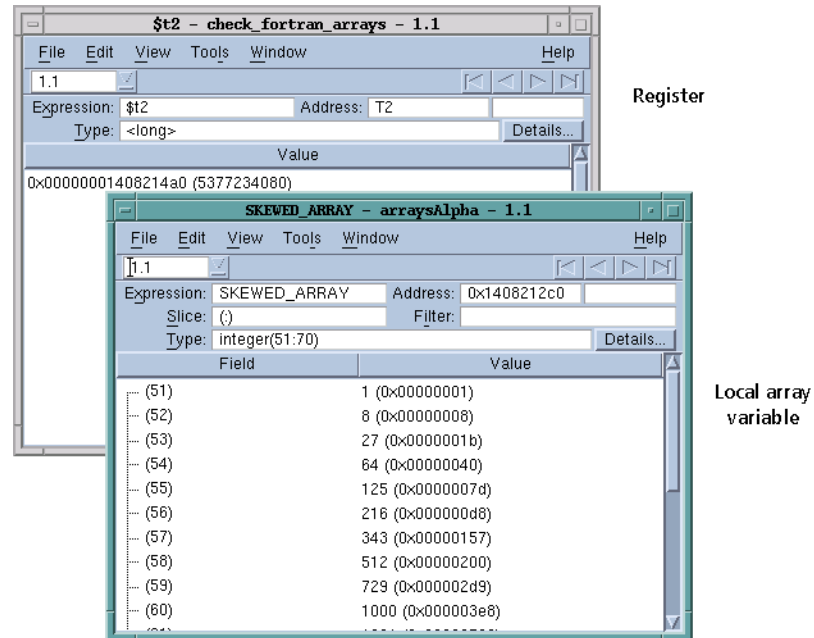 $t2 - check_fortran_arrays - 1.1
File Edit View Tools Window Help
1.1
Expression: $t2 Address: T2
Type: <long> Details...
Value
0x00000001408214a0 (5377234080)
Register
SKEWED_ARRAY - arraysAlpha - 1.1
File Edit View Tools Window Help
1.1
Expression: SKEWED_ARRAY Address: 0x1408212c0
Slice: (:) Filter:
Type: integer(51:70) Details...
Field Value
(51) 1 (0x00000001)
(52) 8 (0x00000008)
(53) 27 (0x0000001b)
(54) 64 (0x00000040)
(55) 125 (0x0000007d)
(56) 216 (0x000000d8)
(57) 343 (0x00000157)
(58) 512 (0x00000200)
(59) 729 (0x000002d9)
(60) 1000 (0x000003e8)
Local array
variable